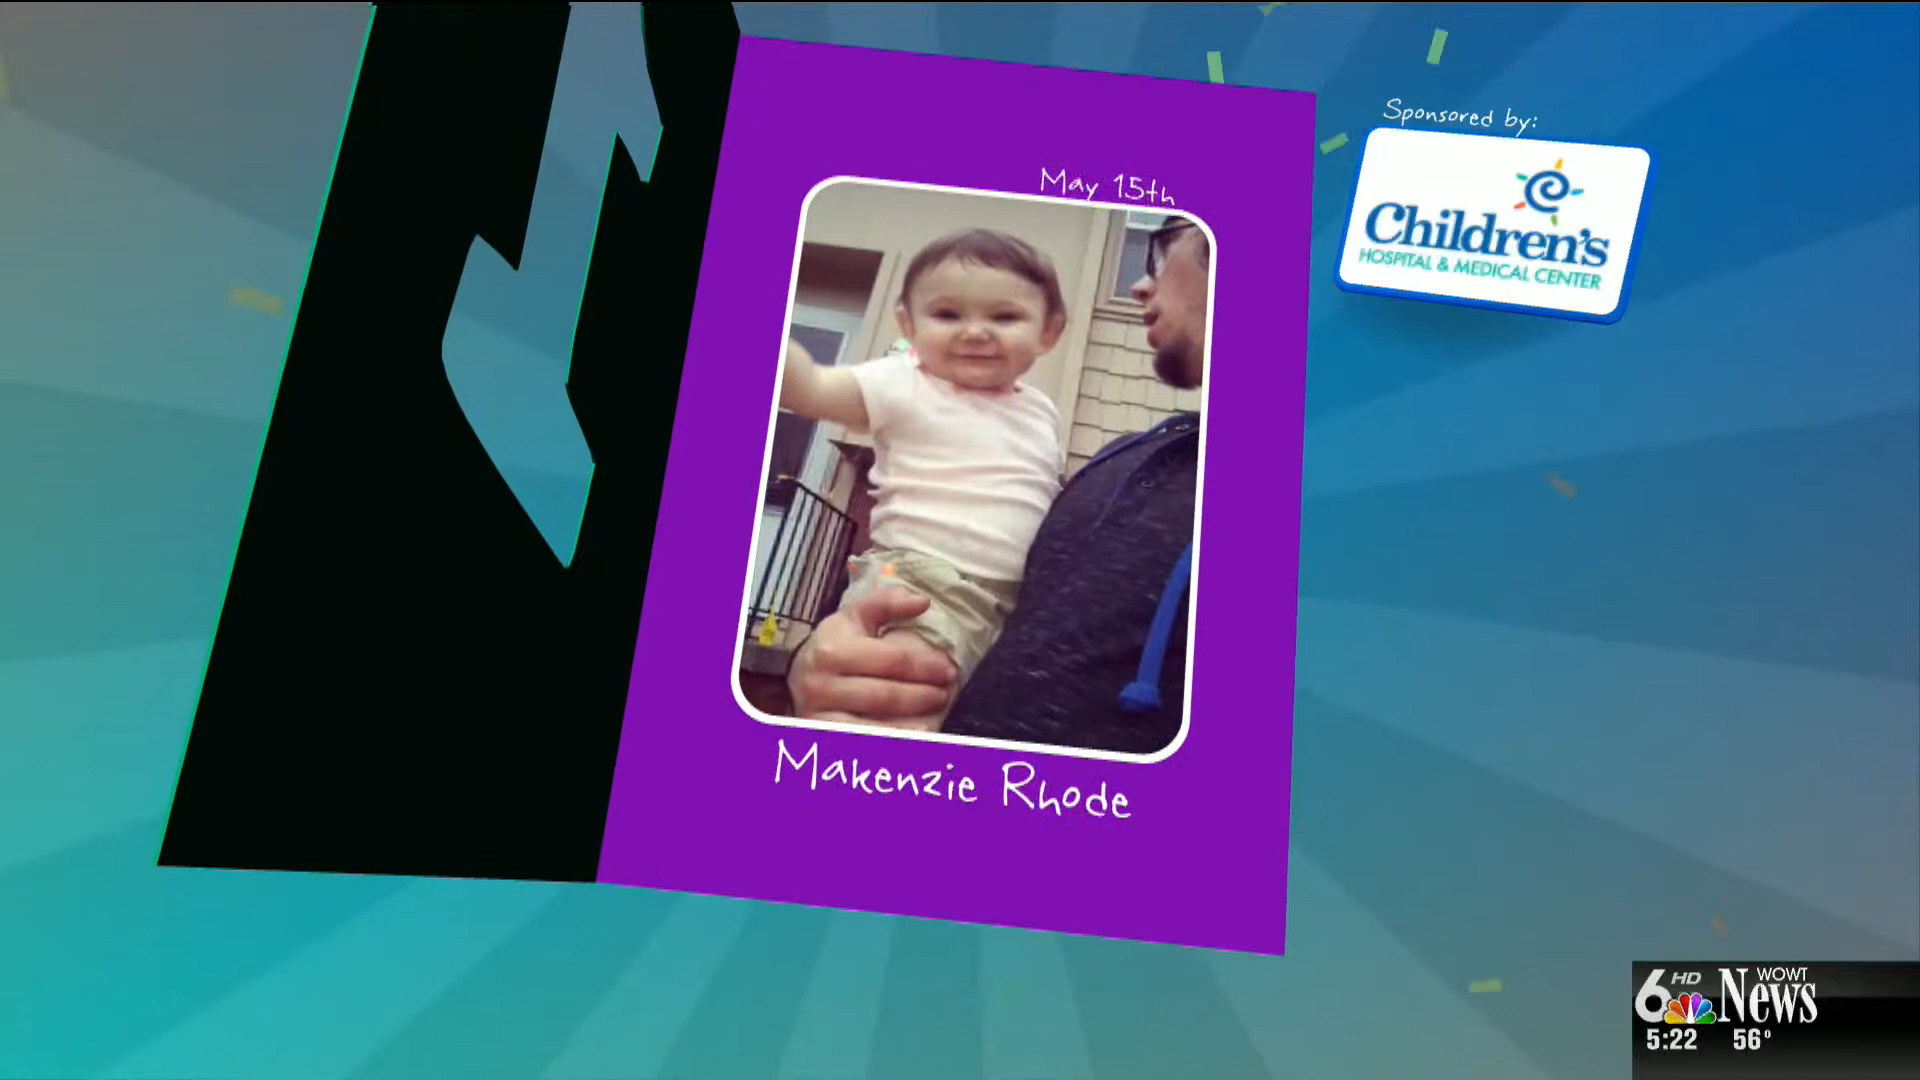 May 15th
Makenzie Rhode
Sponsored by:
Children's
HOSPITAL & MEDICAL CENTER
6 HD WOWT
News
5:22 56°